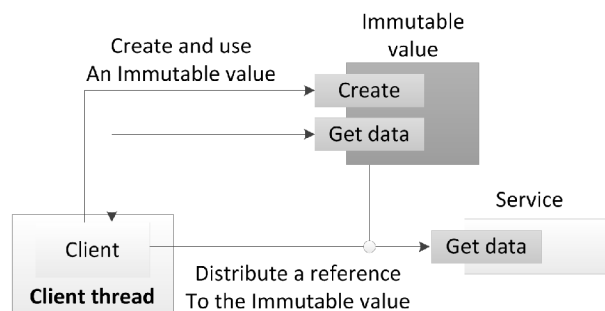 Immutable
value
Create and use
An Immutable value
Create
Get data
Service
Client
Get data
Client thread
Distribute a reference
To the Immutable value